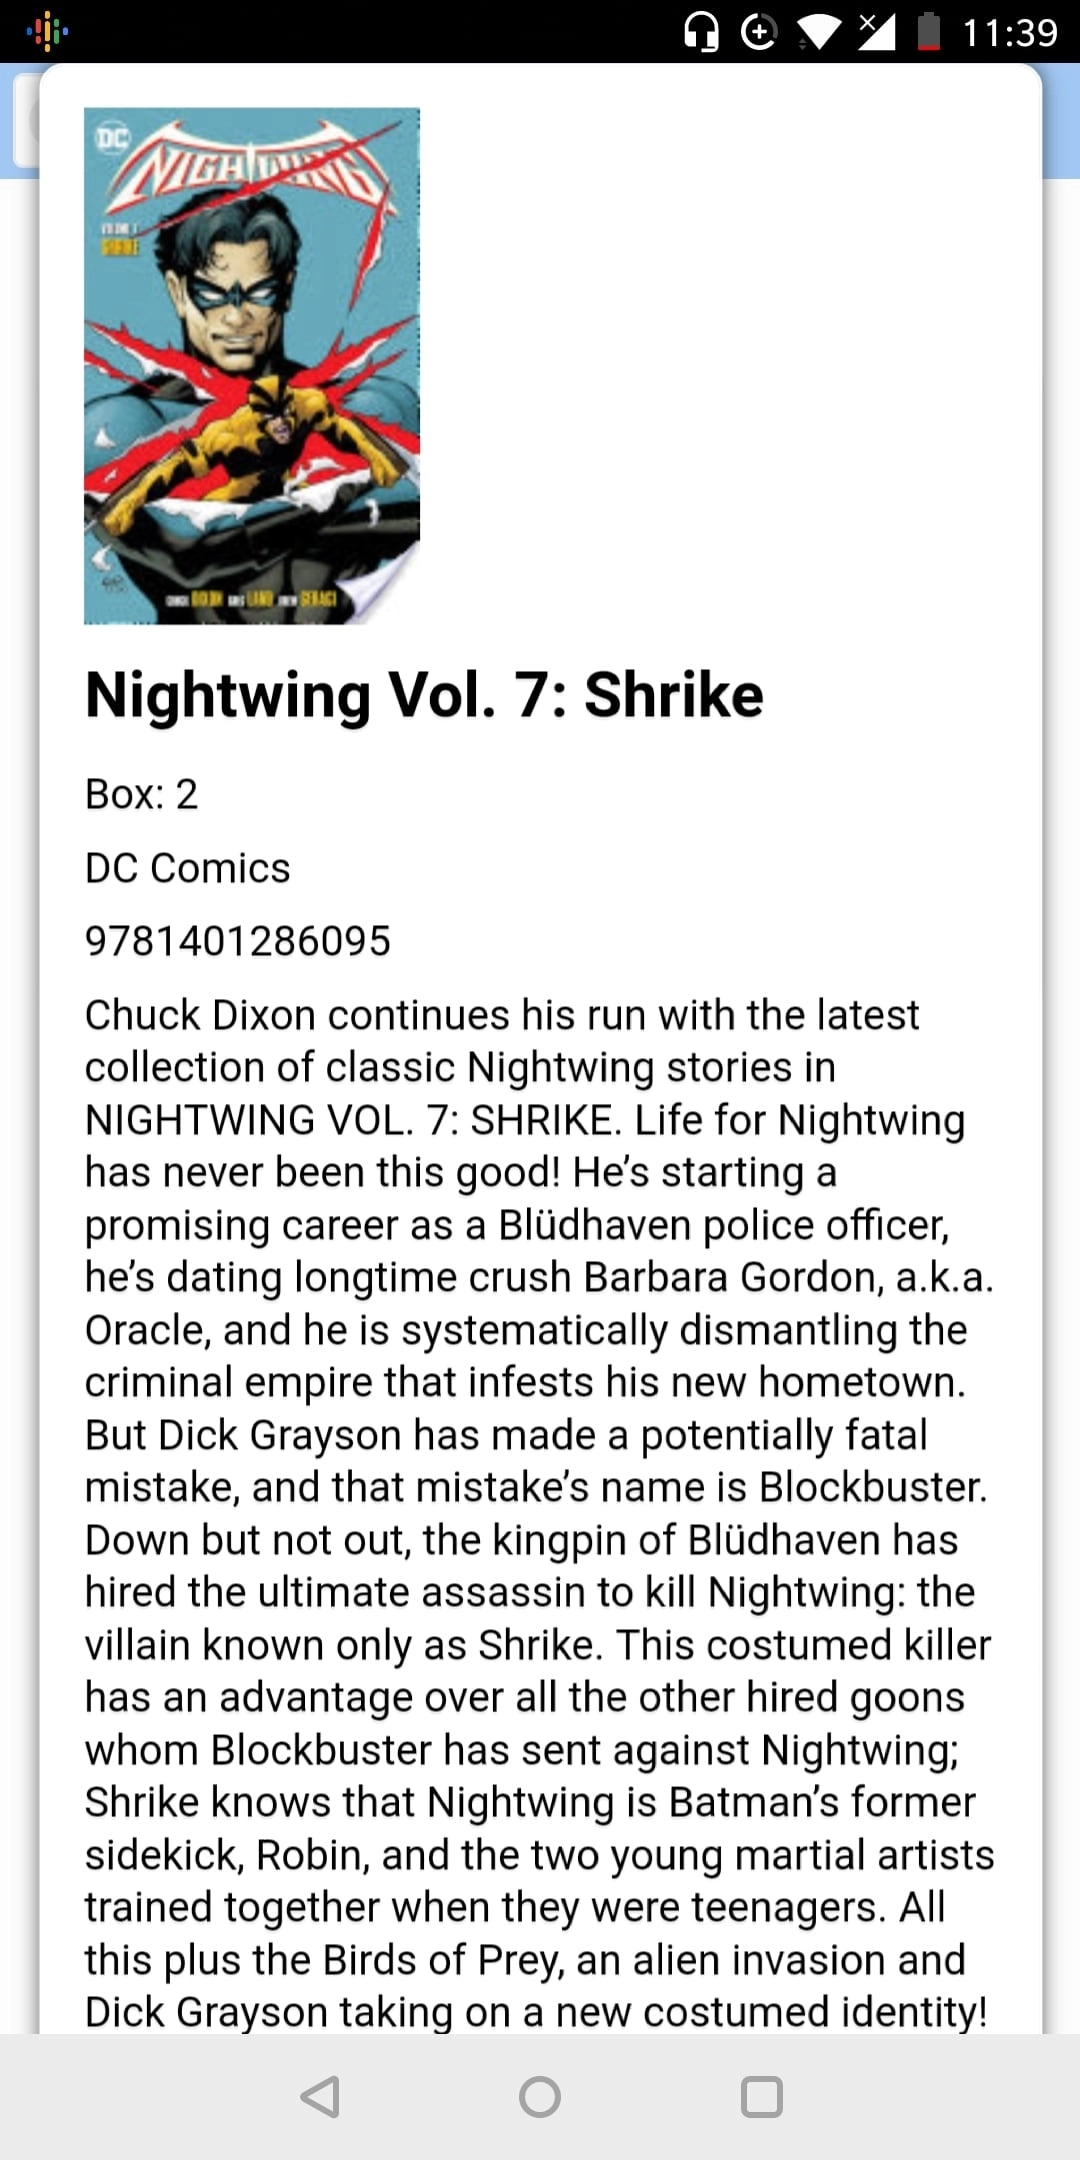 11:39
DC
NIGHTWING
VOLUME 7
SHRIKE
CHUCK DIXON GREG LAND DREW GERACI
Nightwing Vol. 7: Shrike
Box: 2
DC Comics
9781401286095
Chuck Dixon continues his run with the latest
collection of classic Nightwing stories in
NIGHTWING VOL. 7: SHRIKE. Life for Nightwing
has never been this good! He’s starting a
promising career as a Blüdhaven police officer,
he’s dating longtime crush Barbara Gordon, a.k.a.
Oracle, and he is systematically dismantling the
criminal empire that infests his new hometown.
But Dick Grayson has made a potentially fatal
mistake, and that mistake’s name is Blockbuster.
Down but not out, the kingpin of Blüdhaven has
hired the ultimate assassin to kill Nightwing: the
villain known only as Shrike. This costumed killer
has an advantage over all the other hired goons
whom Blockbuster has sent against Nightwing;
Shrike knows that Nightwing is Batman’s former
sidekick, Robin, and the two young martial artists
trained together when they were teenagers. All
this plus the Birds of Prey, an alien invasion and
Dick Grayson taking on a new costumed identity!